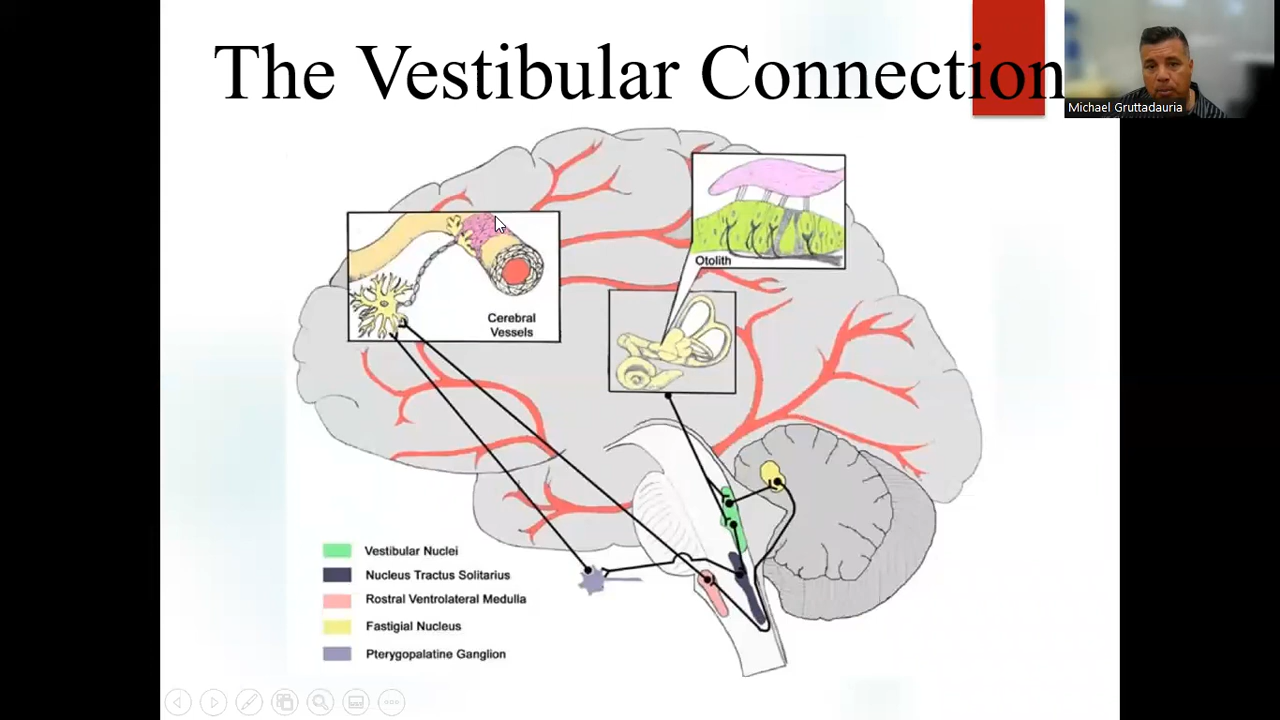 The Vestibular Connection
Michael Gruttadauria
Otolith
Cerebral
Vessels
Vestibular Nuclei
Nucleus Tractus Solitarius
Rostral Ventrolateral Medulla
Fastigial Nucleus
Pterygopalatine Ganglion